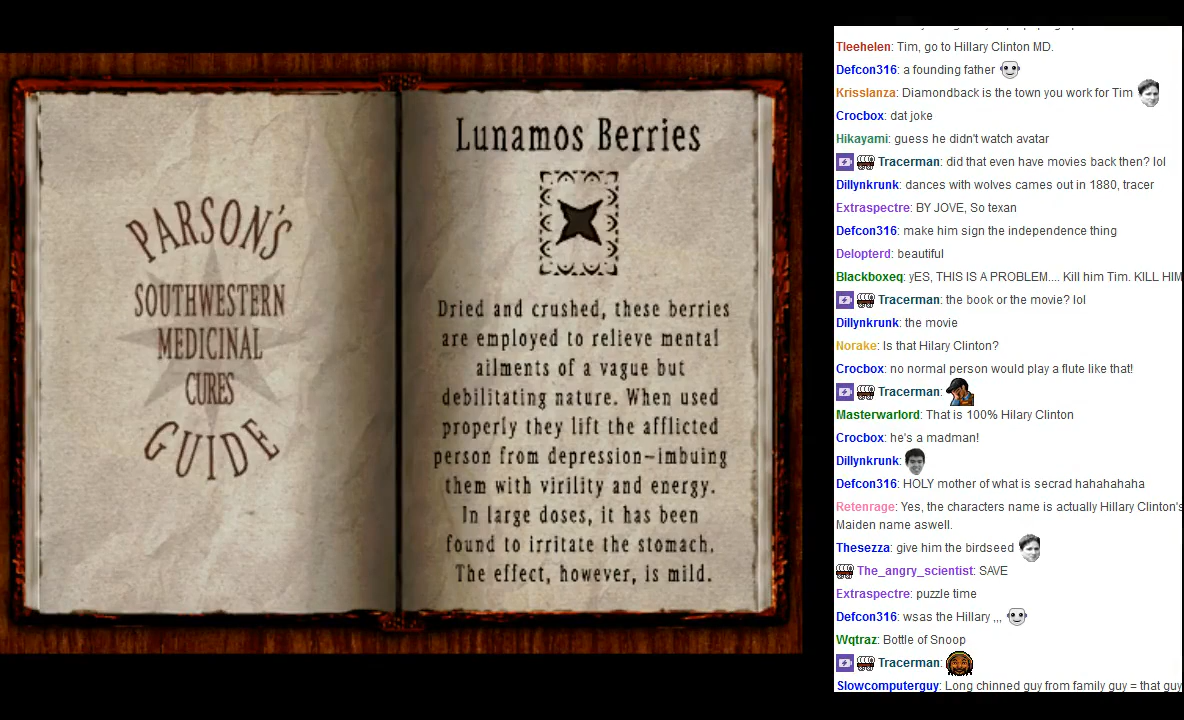 PARSON'S
SOUTHWESTERN
MEDICINAL
CURES
GUIDE
Lunamos Berries
Dried and crushed, these berries
are employed to relieve mental
ailments of a vague but
debilitating nature. When used
properly they lift the afflicted
person from depression–imbuing
them with virility and energy.
In large doses, it has been
found to irritate the stomach.
The effect, however, is mild.
Tleehelen: Tim, go to Hillary Clinton MD.
Defcon316: a founding father
Krisslanza: Diamondback is the town you work for Tim
Crocbox: dat joke
Hikayami: guess he didn't watch avatar
Tracerman: did that even have movies back then? lol
Dillynkrunk: dances with wolves cames out in 1880, tracer
Extraspectre: BY JOVE, So texan
Defcon316: make him sign the independence thing
Delopterd: beautiful
Blackboxeq: yES, THIS IS A PROBLEM.... Kill him Tim. KILL HIM
Tracerman: the book or the movie? lol
Dillynkrunk: the movie
Norake: Is that Hilary Clinton?
Crocbox: no normal person would play a flute like that!
Tracerman:
Masterwarlord: That is 100% Hilary Clinton
Crocbox: he's a madman!
Dillynkrunk:
Defcon316: HOLY mother of what is secrad hahahahaha
Retenrage: Yes, the characters name is actually Hillary Clinton's
Maiden name aswell.
Thesezza: give him the birdseed
The_angry_scientist: SAVE
Extraspectre: puzzle time
Defcon316: wsas the Hillary ,,,
Wqtraz: Bottle of Snoop
Tracerman:
Slowcomputerguy: Long chinned guy from family guy = that guy